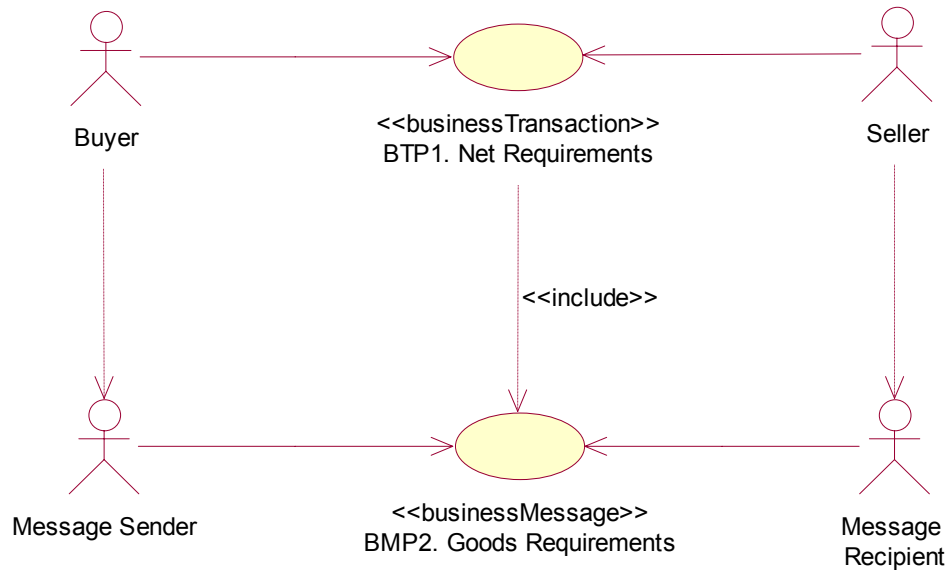 Buyer
<<businessTransaction>>
BTP1. Net Requirements
Seller
<<include>>
Message Sender
<<businessMessage>>
BMP2. Goods Requirements
Message
Recipient